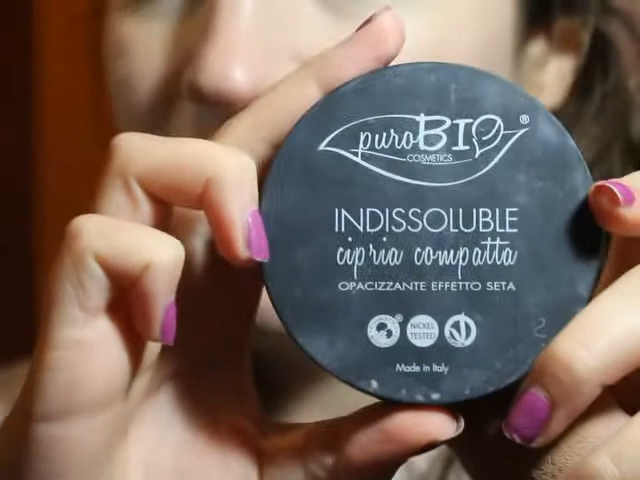 puroBIO®
COSMETICS
INDISSOLUBLE
cipria compatta
OPACIZZANTE EFFETTO SETA
NICKEL
TESTED
Made in Italy